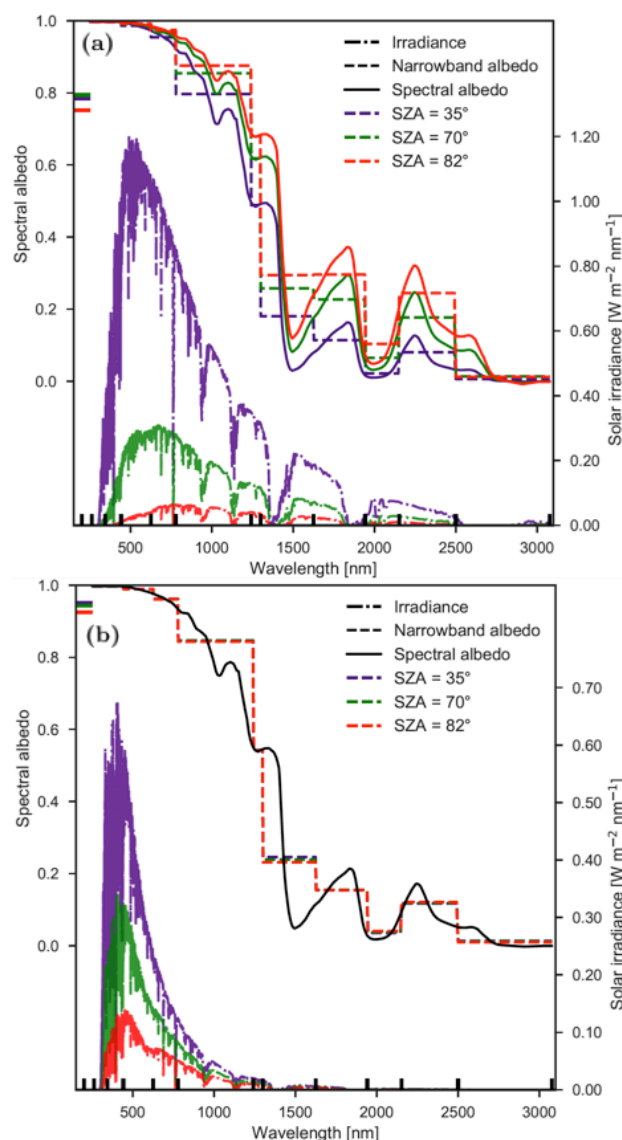 (a)
Irradiance
Narrowband albedo
Spectral albedo
SZA = 35°
SZA = 70°
SZA = 82°
1.0
0.8
0.6
0.4
0.2
0.0
Spectral albedo
1.20
1.00
0.80
0.60
0.40
0.20
0.00
Solar irradiance [W m−2 nm−1]
500
1000
1500
2000
2500
3000
Wavelength [nm]
(b)
Irradiance
Narrowband albedo
Spectral albedo
SZA = 35°
SZA = 70°
SZA = 82°
1.0
0.8
0.6
0.4
0.2
0.0
Spectral albedo
0.70
0.60
0.50
0.40
0.30
0.20
0.10
0.00
Solar irradiance [W m−2 nm−1]
500
1000
1500
2000
2500
3000
Wavelength [nm]